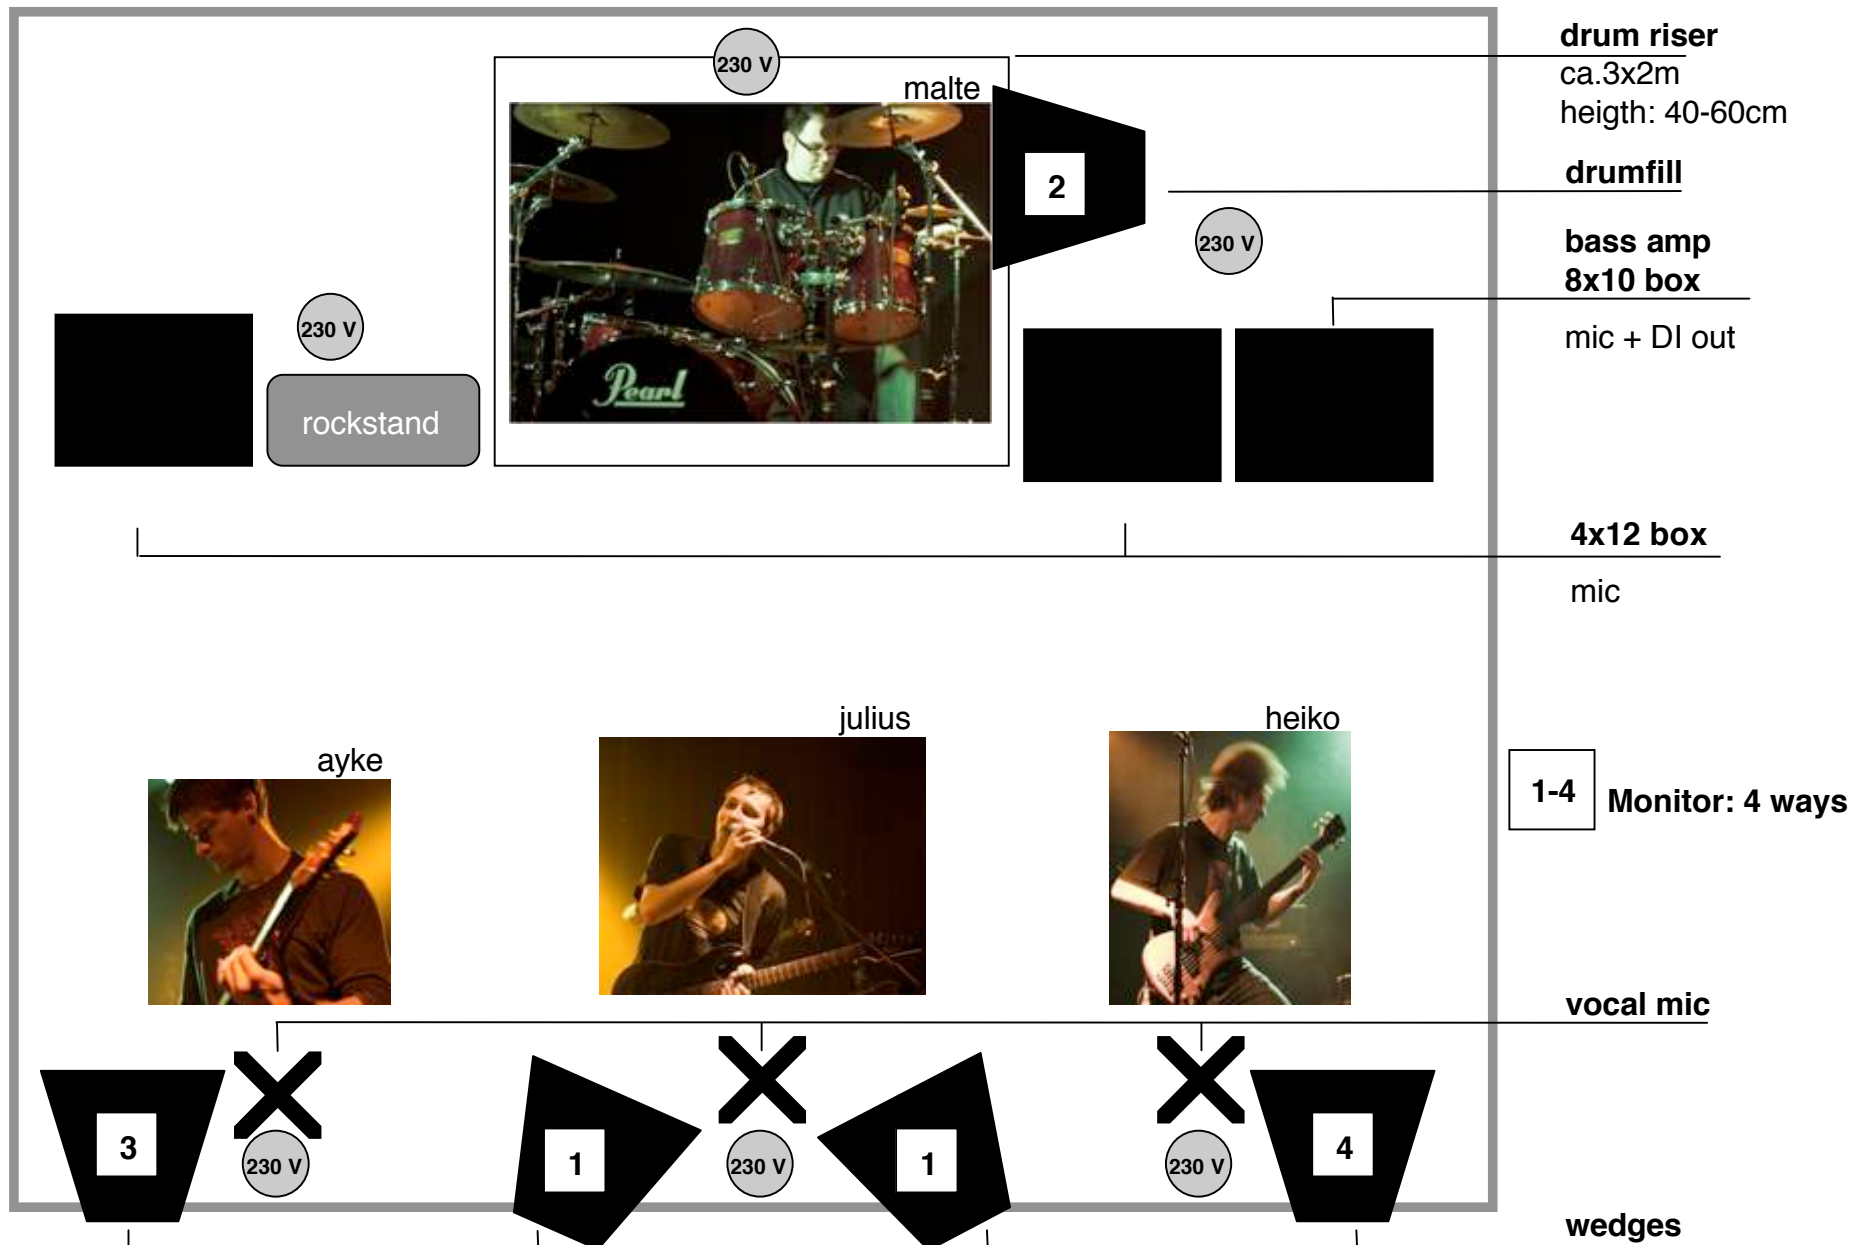 230 V
malte
drum riser
ca.3x2m
heigth: 40-60cm
2
drumfill
230 V
bass amp
8x10 box
mic + DI out
230 V
rockstand
Pearl
4x12 box
mic
ayke
julius
heiko
1-4
Monitor: 4 ways
vocal mic
3
230 V
1
230 V
1
230 V
4
wedges